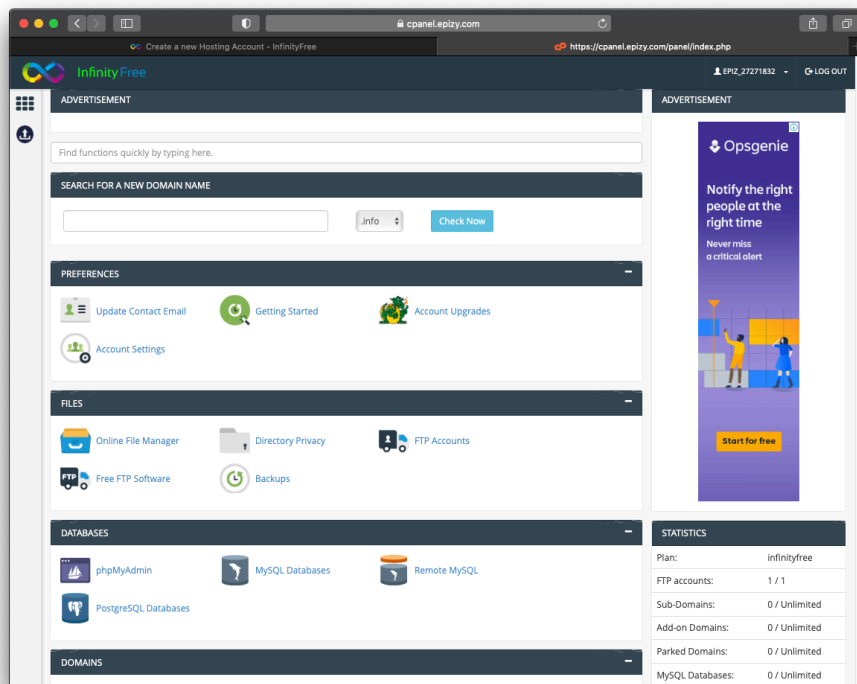 cpanel.epizy.com
Create a new Hosting Account - InfinityFree
https://cpanel.epizy.com/panel/index.php
InfinityFree
EPIZ_27271832
LOG OUT
ADVERTISEMENT
Find functions quickly by typing here.
SEARCH FOR A NEW DOMAIN NAME
.info
Check Now
PREFERENCES
Update Contact Email
Getting Started
Account Upgrades
Account Settings
FILES
Online File Manager
Directory Privacy
FTP Accounts
FTP
Free FTP Software
Backups
DATABASES
phpMyAdmin
MySQL Databases
Remote MySQL
PostgreSQL Databases
DOMAINS
ADVERTISEMENT
Opsgenie
Notify the right
people at the
right time
Never miss
a critical alert
Start for free
STATISTICS
Plan: infinityfree
FTP accounts: 1 / 1
Sub-Domains: 0 / Unlimited
Add-on Domains: 0 / Unlimited
Parked Domains: 0 / Unlimited
MySQL Databases: 0 / Unlimited